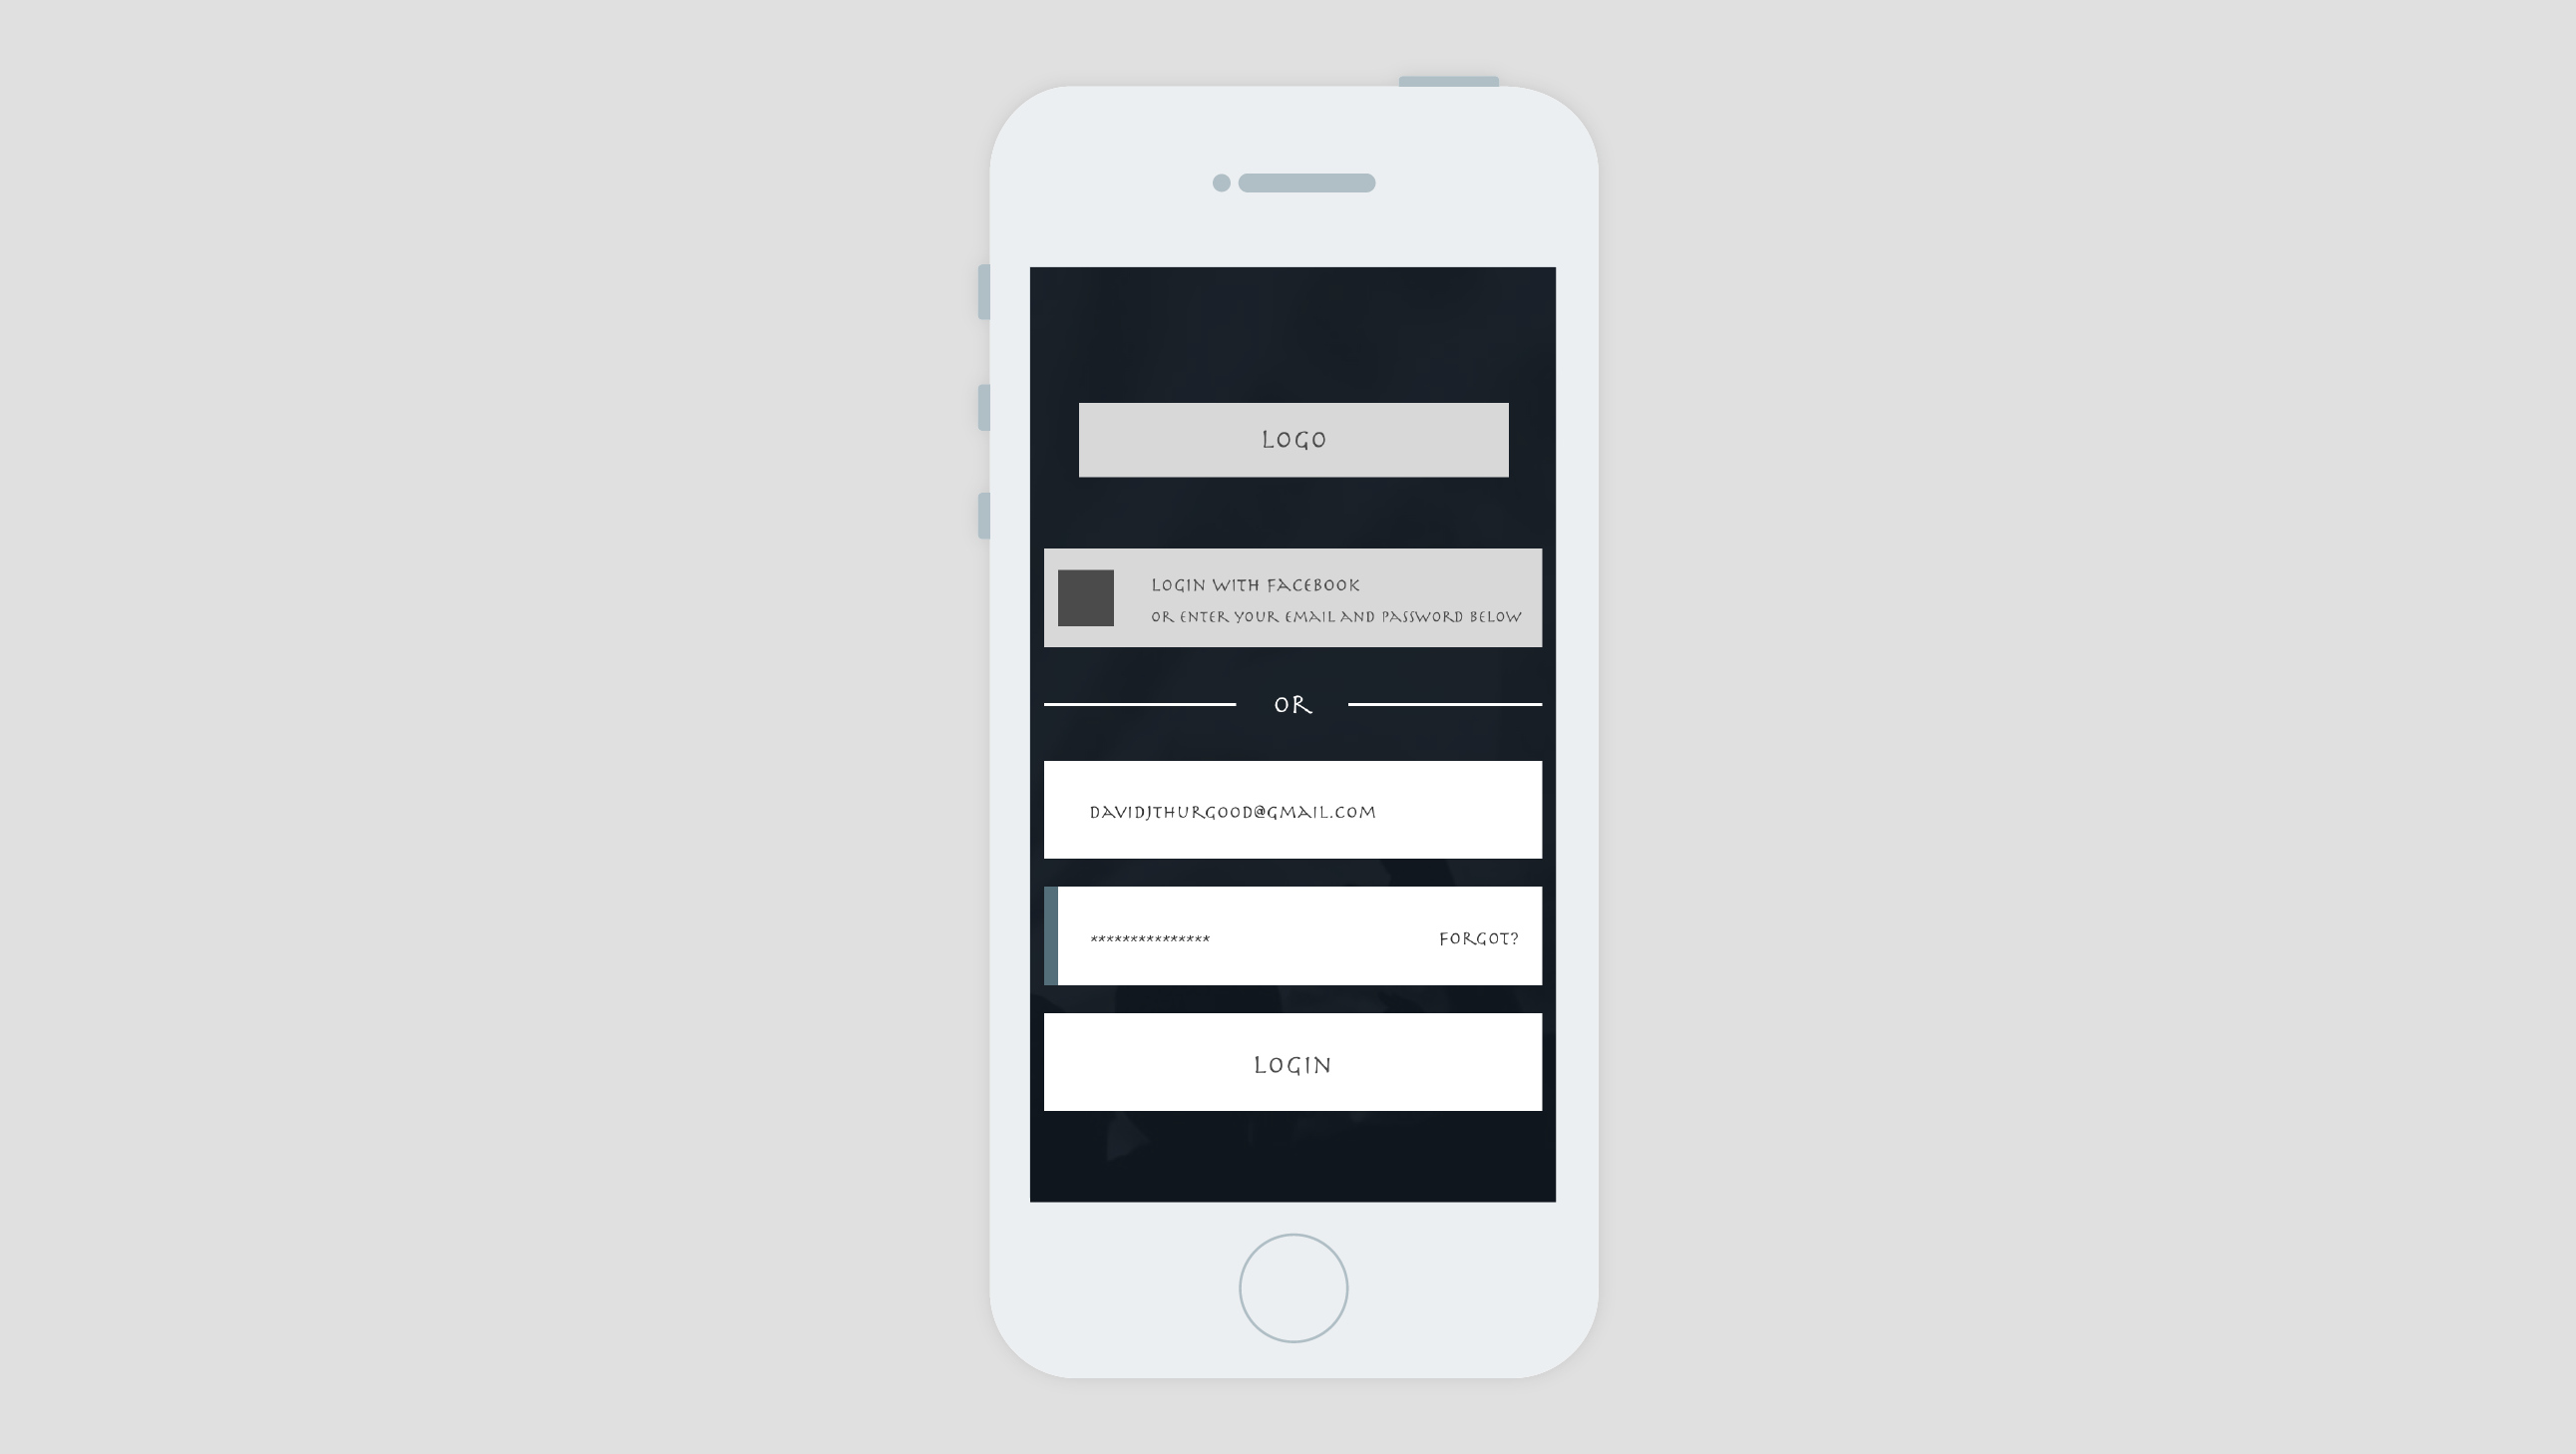 LOGO
LOGIN WITH FACEBOOK
OR ENTER YOUR EMAIL AND PASSWORD BELOW
OR
DAVIDJTHURGOOD@GMAIL.COM
***************
FORGOT?
LOGIN